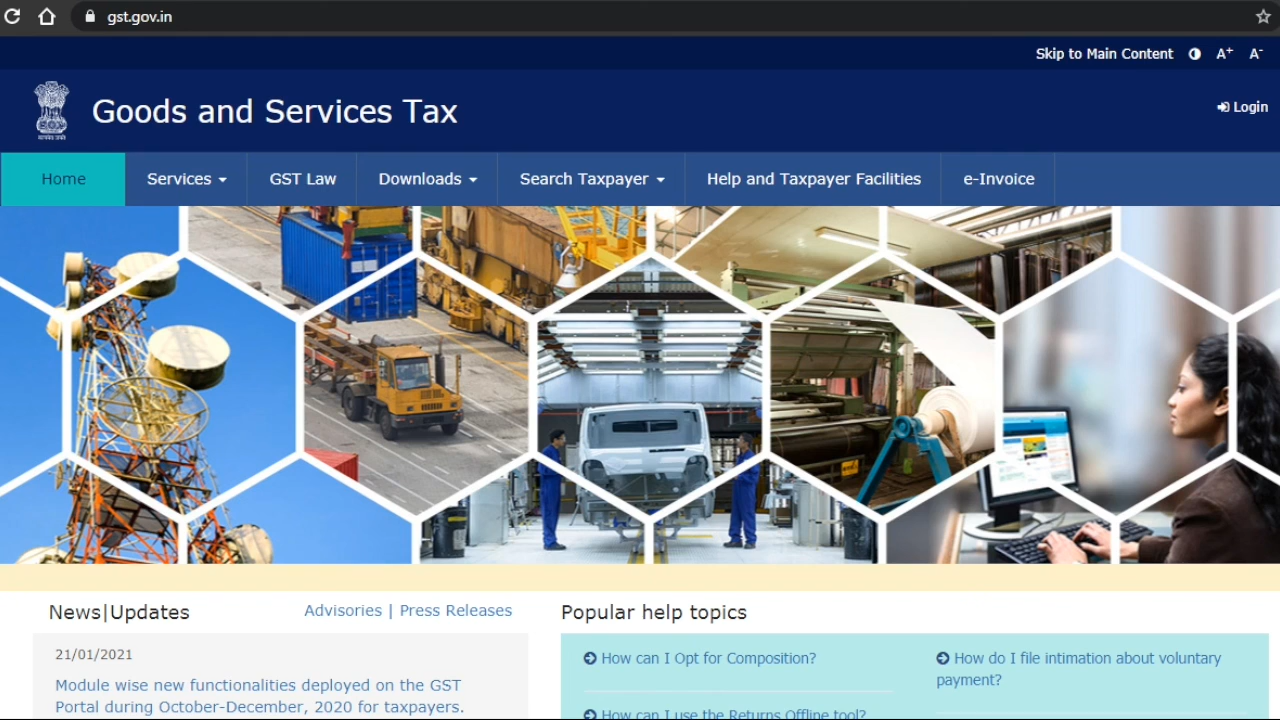 gst.gov.in
Skip to Main Content A+ A-
Goods and Services Tax
Login
Home Services GST Law Downloads Search Taxpayer Help and Taxpayer Facilities e-Invoice
News|Updates
Advisories | Press Releases
21/01/2021
Module wise new functionalities deployed on the GST
Portal during October-December, 2020 for taxpayers.
Popular help topics
How can I Opt for Composition?
How can I use the Returns Offline tool?
How do I file intimation about voluntary
payment?